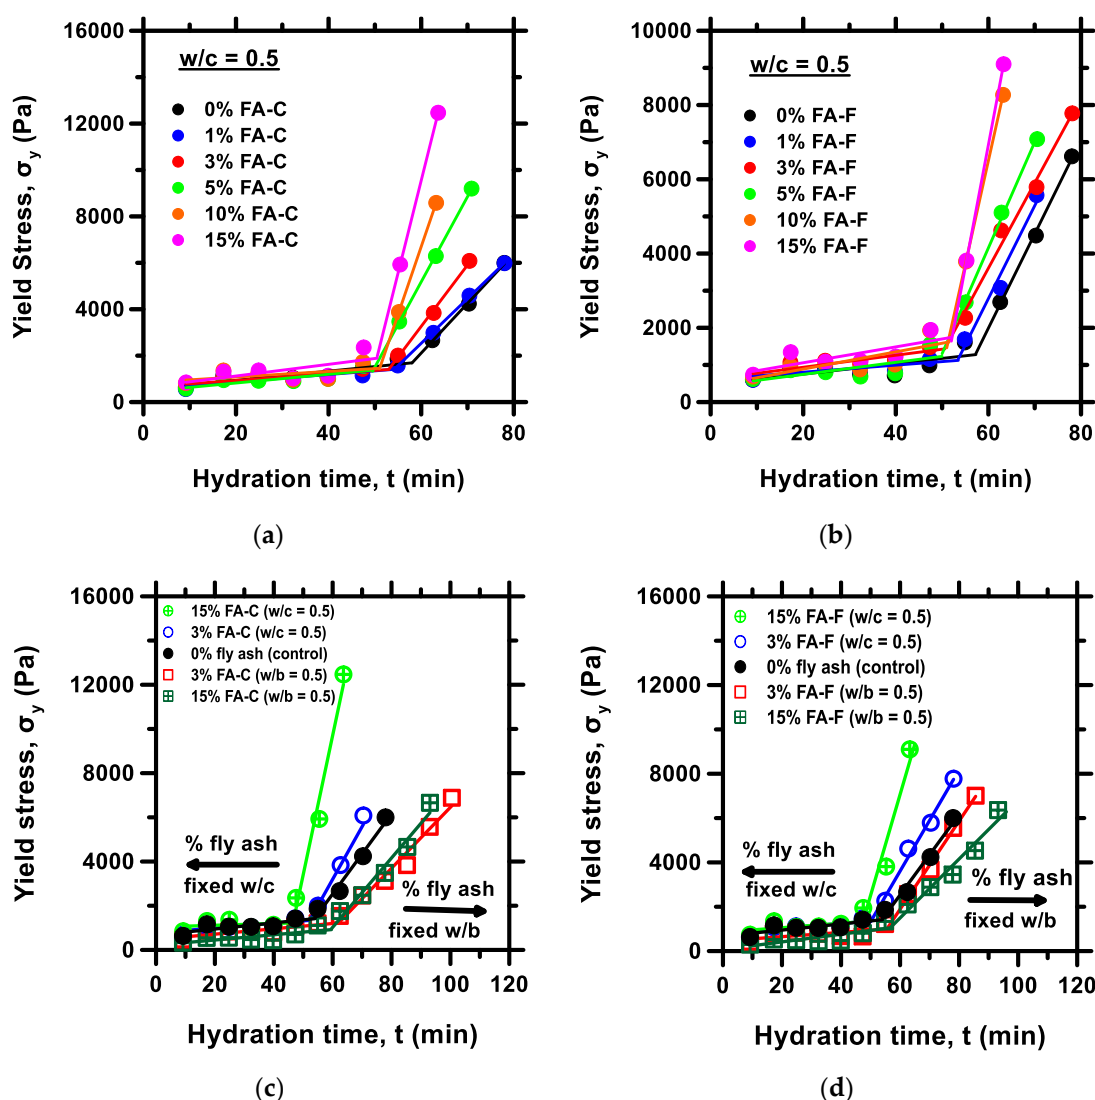 16000
12000
8000
4000
0
Yield Stress, σy (Pa)
w/c = 0.5
0% FA-C
1% FA-C
3% FA-C
5% FA-C
10% FA-C
15% FA-C
0 20 40 60 80
Hydration time, t (min)
(a)
10000
8000
6000
4000
2000
0
Yield Stress, σy (Pa)
w/c = 0.5
0% FA-F
1% FA-F
3% FA-F
5% FA-F
10% FA-F
15% FA-F
0 20 40 60 80
Hydration time, t (min)
(b)
16000
12000
8000
4000
0
Yield stress, σy (Pa)
15% FA-C (w/c = 0.5)
3% FA-C (w/c = 0.5)
0% fly ash (control)
3% FA-C (w/b = 0.5)
15% FA-C (w/b = 0.5)
% fly ash
fixed w/c
% fly ash
fixed w/b
0 20 40 60 80 100 120
Hydration time, t (min)
(c)
16000
12000
8000
4000
0
Yield stress, σy (Pa)
15% FA-F (w/c = 0.5)
3% FA-F (w/c = 0.5)
0% fly ash (control)
3% FA-F (w/b = 0.5)
15% FA-F (w/b = 0.5)
% fly ash
fixed w/c
% fly ash
fixed w/b
0 20 40 60 80 100 120
Hydration time, t (min)
(d)